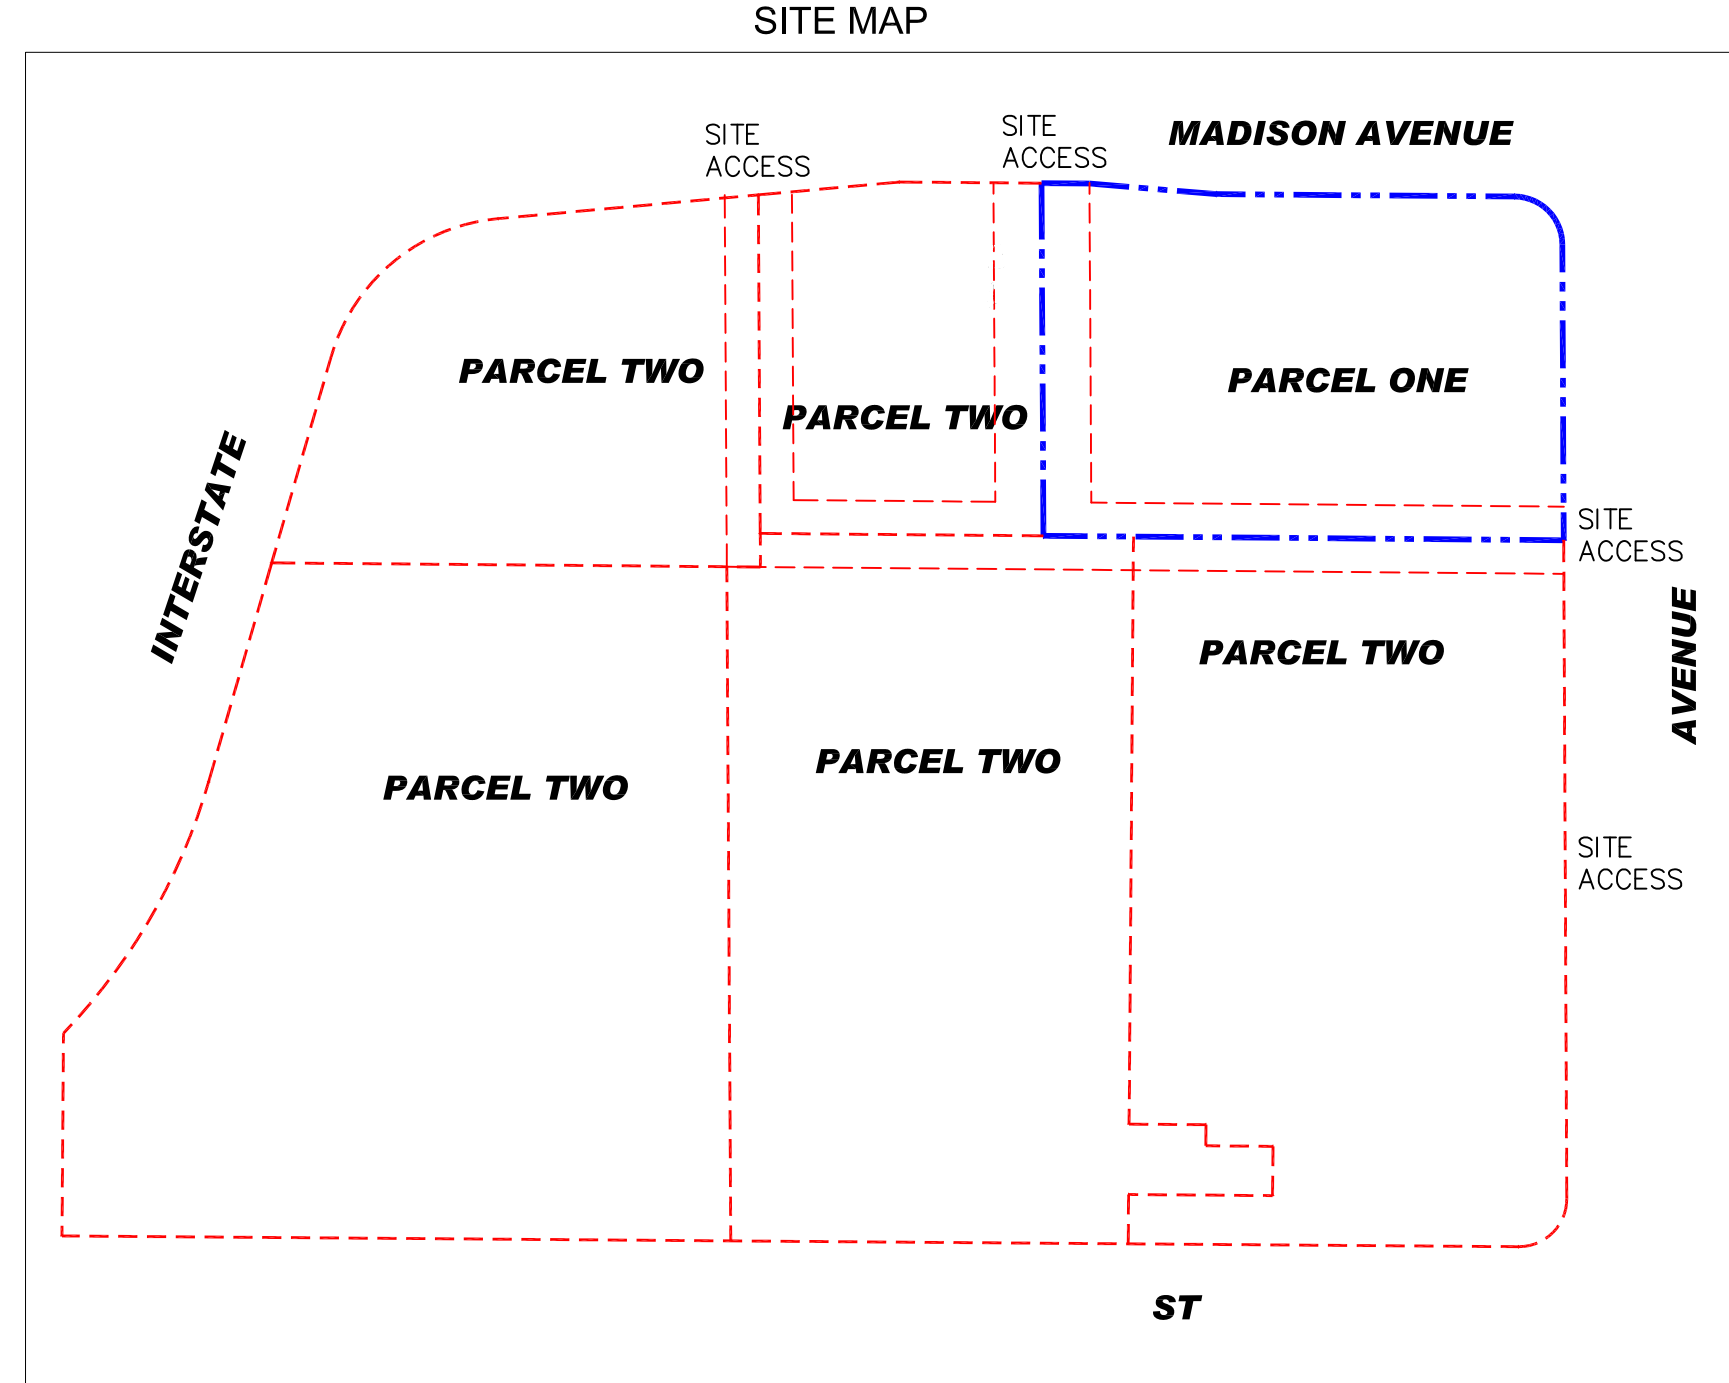 SITE MAP
SITE
ACCESS
SITE
ACCESS
MADISON AVENUE
PARCEL TWO
PARCEL TWO
PARCEL ONE
INTERSTATE
SITE
ACCESS
AVENUE
PARCEL TWO
PARCEL TWO
PARCEL TWO
SITE
ACCESS
ST